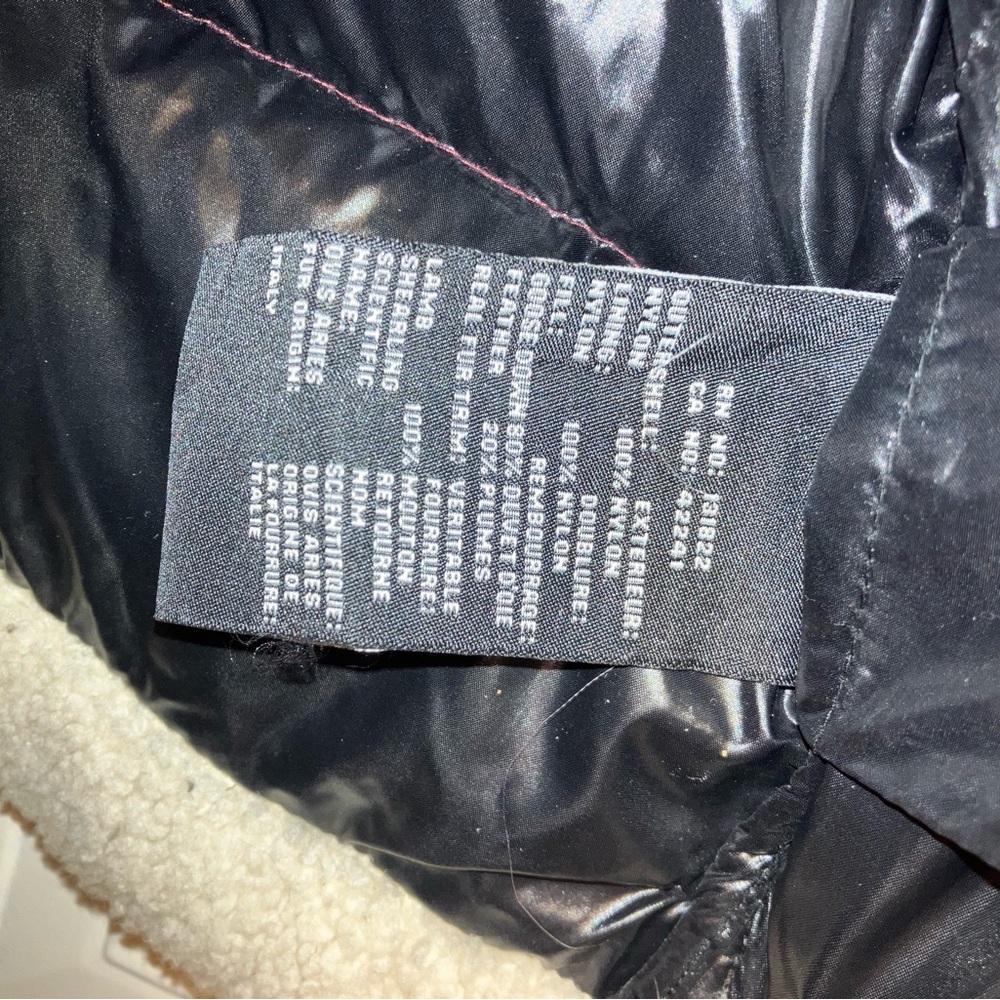 RN NO: 131822
CA NO: 42241
OUTERSHELL: EXTERIEUR:
NYLON 100% NYLON
LINING: DOUBLURE:
NYLON 100% NYLON
FILL: REMBOURRAGE:
GOOSE DOWN 80% DUVET D'OIE
FEATHER 20% PLUMES
REAL FUR TRIM: VERITABLE
FOURRURE:
LAMB 100% MOUTON
SHEARLING RETOURNE
SCIENTIFIC NOM
NAME: SCIENTIFIQUE:
OVIS ARIES OVIS ARIES
FUR ORIGIN: ORIGINE DE
LA FOURRURE:
ITALY ITALIE